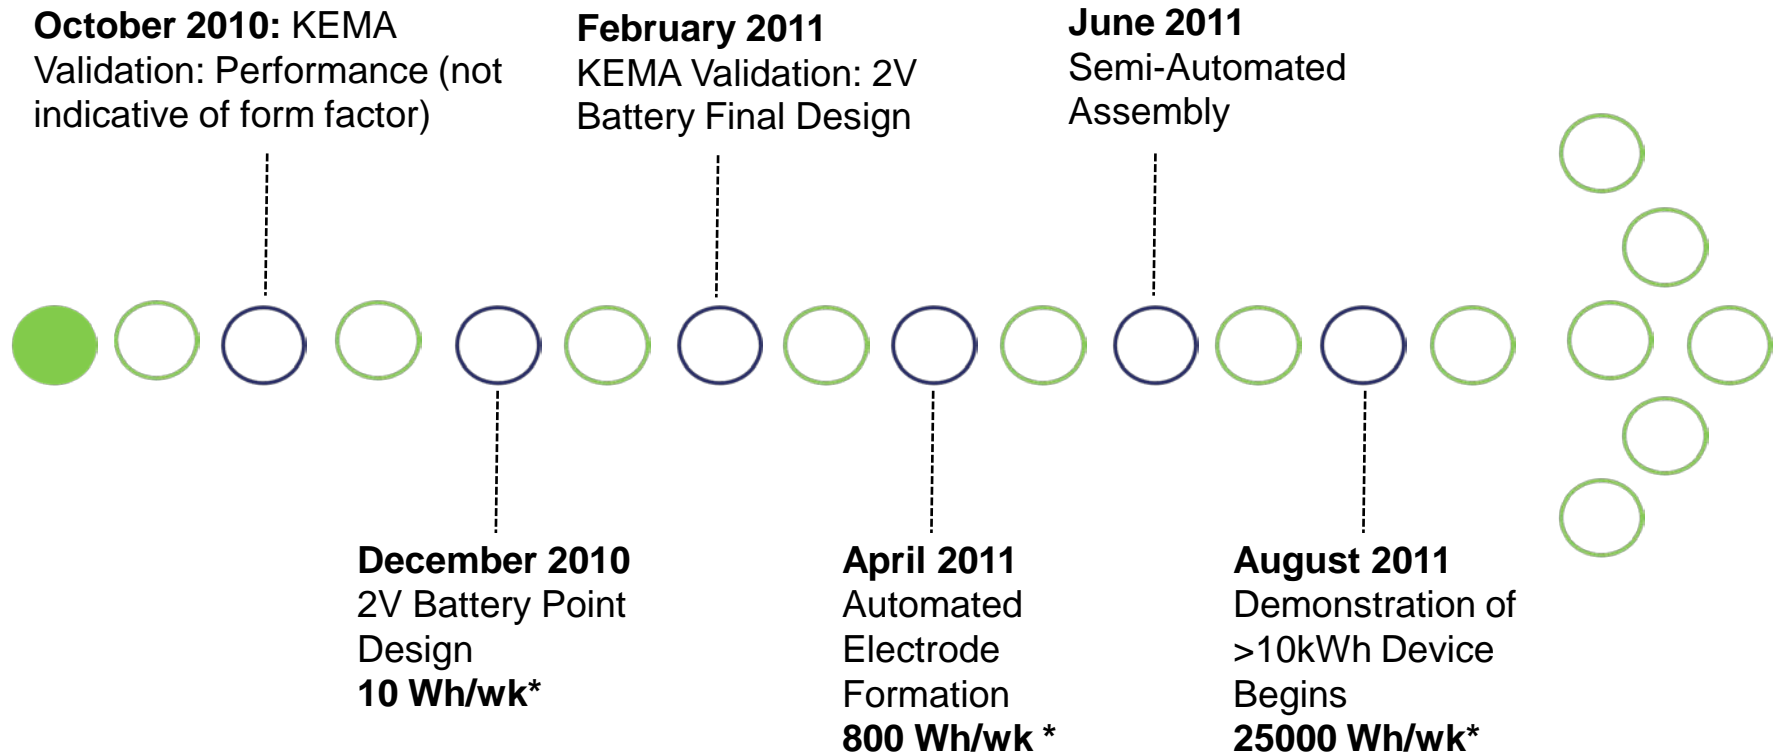 October 2010: KEMA
Validation: Performance (not
indicative of form factor)
February 2011
KEMA Validation: 2V
Battery Final Design
June 2011
Semi-Automated
Assembly
December 2010
2V Battery Point
Design
10 Wh/wk*
April 2011
Automated
Electrode
Formation
800 Wh/wk *
August 2011
Demonstration of
>10kWh Device
Begins
25000 Wh/wk*